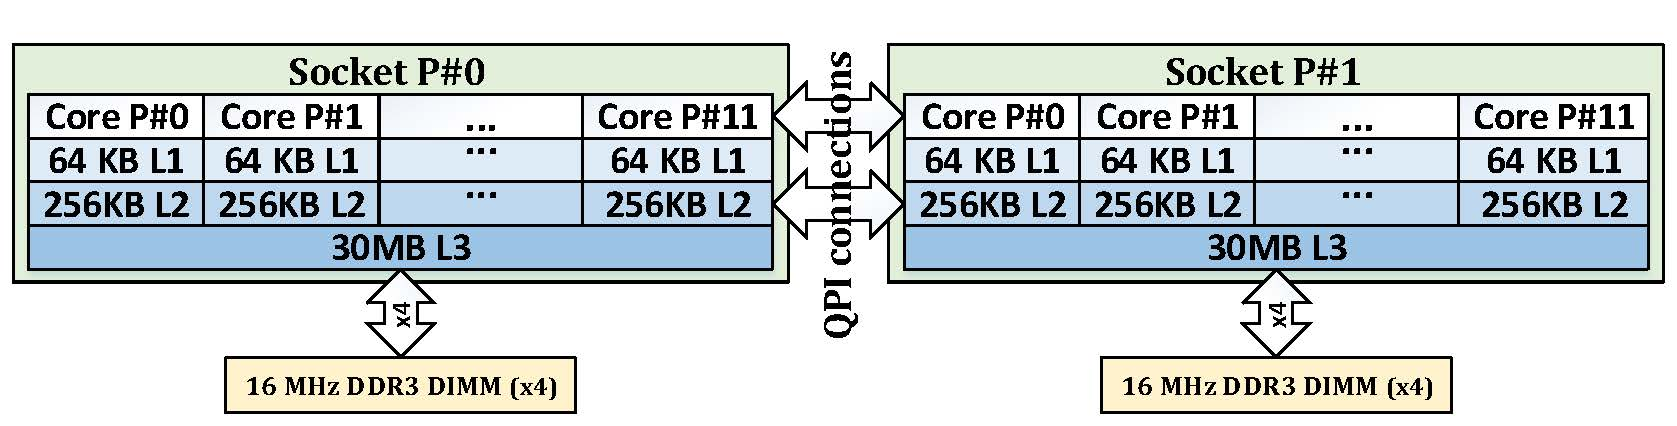 Socket P#0
Core P#0 Core P#1 ... Core P#11
64 KB L1 64 KB L1 ... 64 KB L1
256KB L2 256KB L2 ... 256KB L2
30MB L3
x4
16 MHz DDR3 DIMM (x4)
QPI connections
Socket P#1
Core P#0 Core P#1 ... Core P#11
64 KB L1 64 KB L1 ... 64 KB L1
256KB L2 256KB L2 ... 256KB L2
30MB L3
x4
16 MHz DDR3 DIMM (x4)